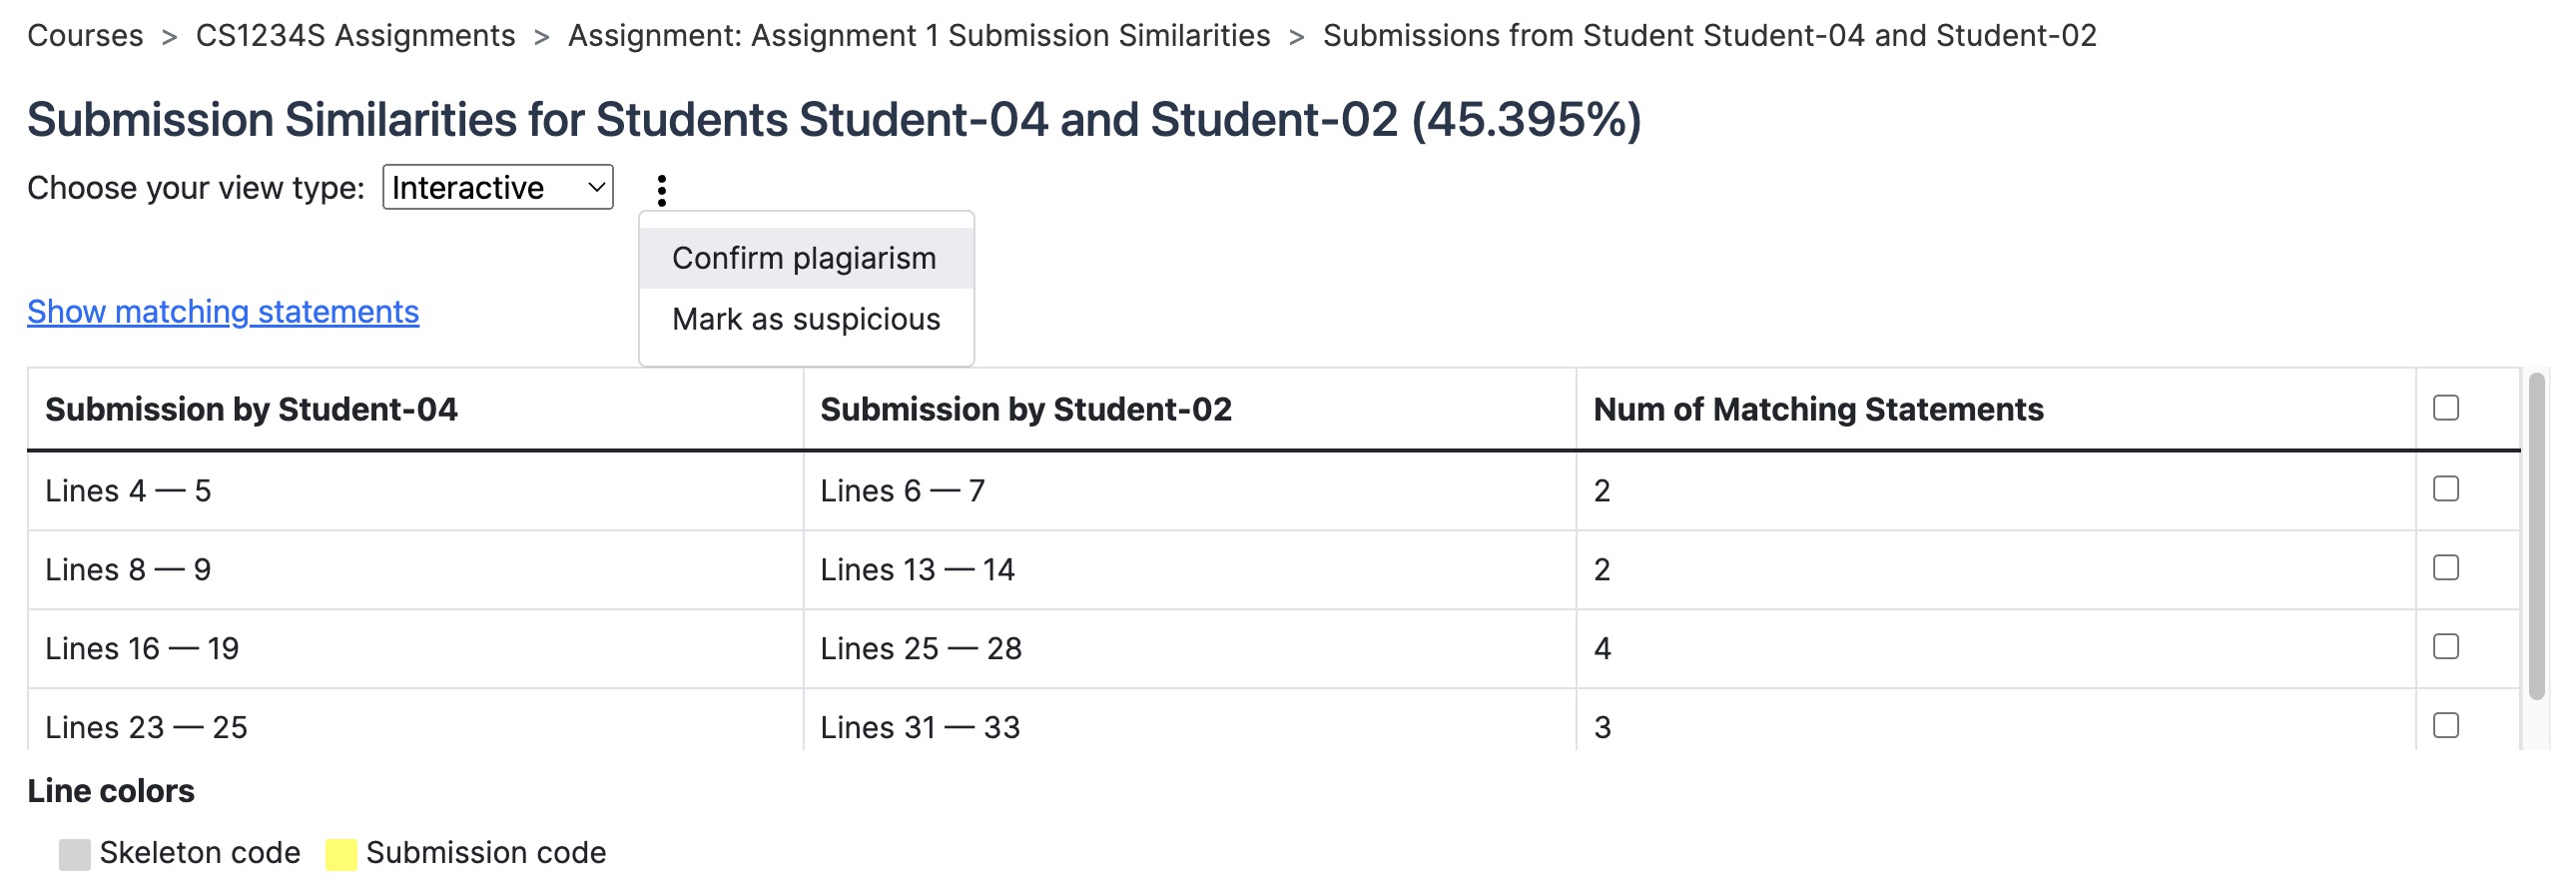 Courses > CS1234S Assignments > Assignment: Assignment 1 Submission Similarities > Submissions from Student Student-04 and Student-02
Submission Similarities for Students Student-04 and Student-02 (45.395%)
Choose your view type: Interactive
Confirm plagiarism
Mark as suspicious
Show matching statements
Submission by Student-04 Submission by Student-02 Num of Matching Statements
Lines 4 — 5 Lines 6 — 7 2
Lines 8 — 9 Lines 13 — 14 2
Lines 16 — 19 Lines 25 — 28 4
Lines 23 — 25 Lines 31 — 33 3
Line colors
Skeleton code Submission code